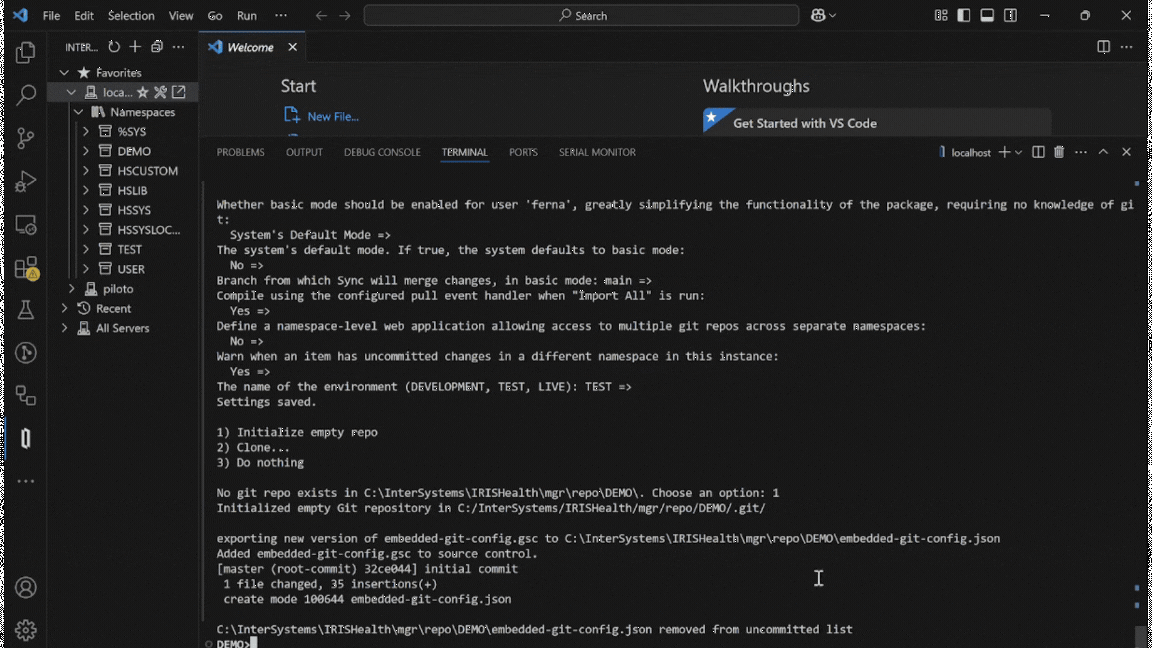 File Edit Selection View Go Run ··· Search
INTER... ···
Welcome
Favorites
loca...
Namespaces
%SYS
DEMO
HSCUSTOM
HSLIB
HSSYS
HSSYSLOC...
TEST
USER
piloto
Recent
All Servers
Start
New File...
Walkthroughs
Get Started with VS Code
PROBLEMS OUTPUT DEBUG CONSOLE TERMINAL PORTS SERIAL MONITOR
localhost
Whether basic mode should be enabled for user 'ferna', greatly simplifying the functionality of the package, requiring no knowledge of gi
t:
System's Default Mode =>
The system's default mode. If true, the system defaults to basic mode:
No =>
Branch from which Sync will merge changes, in basic mode: main =>
Compile using the configured pull event handler when "Import All" is run:
Yes =>
Define a namespace-level web application allowing access to multiple git repos across separate namespaces:
No =>
Warn when an item has uncommitted changes in a different namespace in this instance:
Yes =>
The name of the environment (DEVELOPMENT, TEST, LIVE): TEST =>
Settings saved.
1) Initialize empty repo
2) Clone...
3) Do nothing
No git repo exists in C:\InterSystems\IRISHealth\mgr\repo\DEMO\. Choose an option: 1
Initialized empty Git repository in C:/InterSystems/IRISHealth/mgr/repo/DEMO/.git/
exporting new version of embedded-git-config.gsc to C:\InterSystems\IRISHealth\mgr\repo\DEMO\embedded-git-config.json
Added embedded-git-config.gsc to source control.
[master (root-commit) 32ce044] initial commit
1 file changed, 35 insertions(+)
create mode 100644 embedded-git-config.json
C:\InterSystems\IRISHealth\mgr\repo\DEMO\embedded-git-config.json removed from uncommitted list
DEMO>